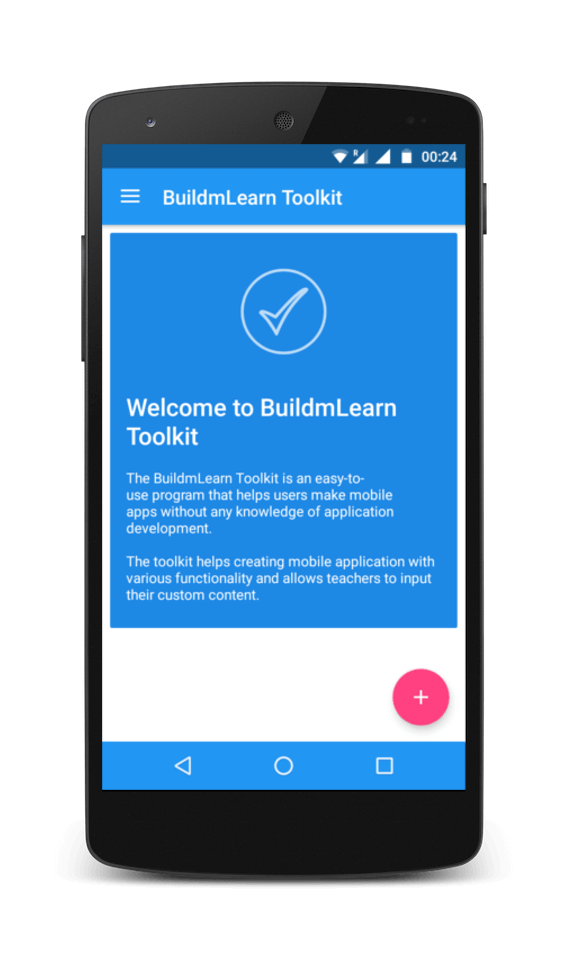 R 00:24
BuildmLearn Toolkit
Welcome to BuildmLearn
Toolkit
The BuildmLearn Toolkit is an easy-to-
use program that helps users make mobile
apps without any knowledge of application
development.
The toolkit helps creating mobile application with
various functionality and allows teachers to input
their custom content.